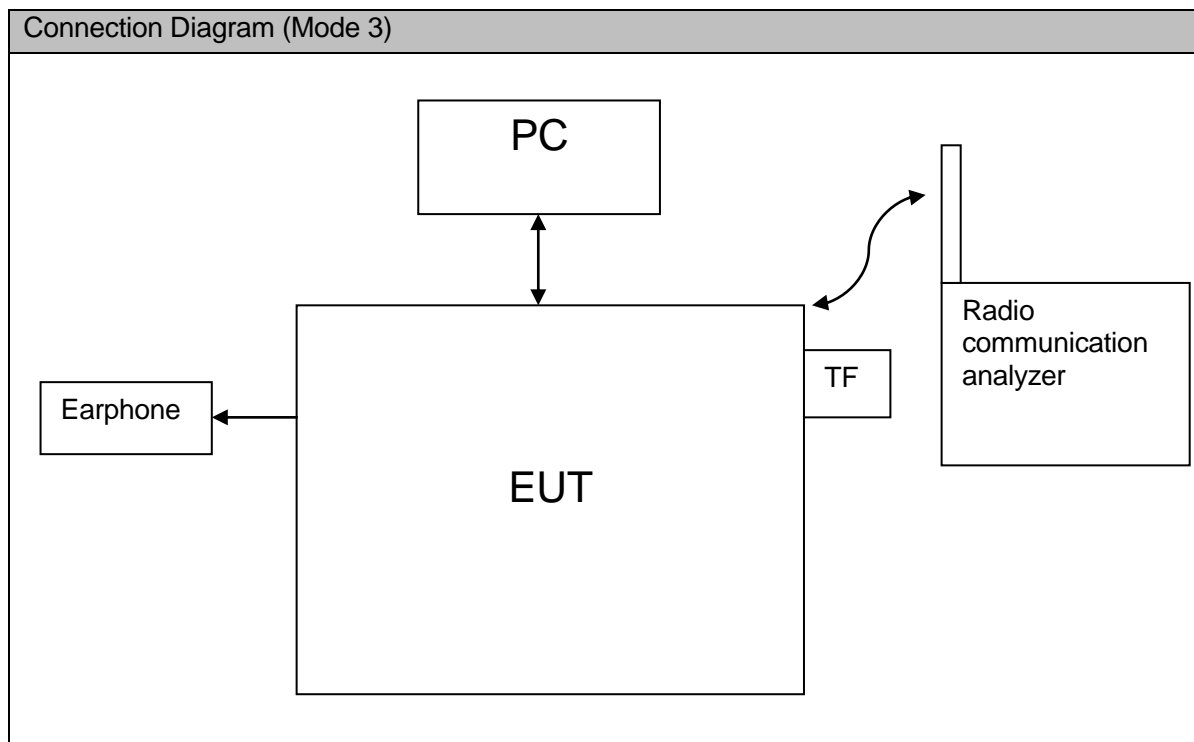 Connection Diagram (Mode 3)
PC
Radio
communication
analyzer
TF
Earphone
EUT